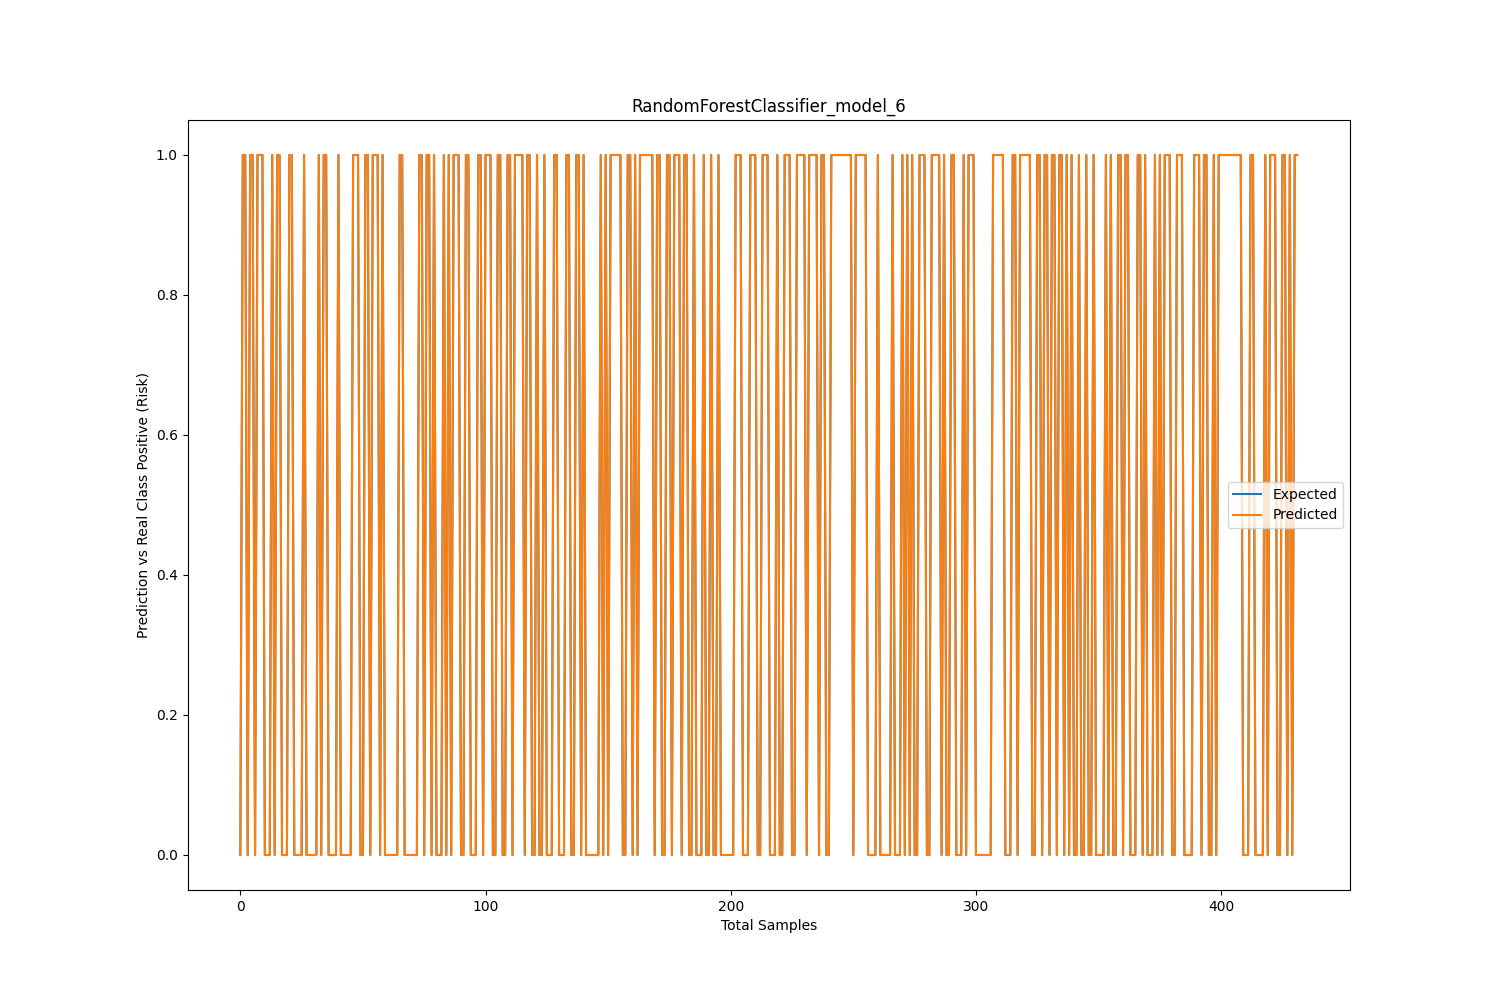 RandomForestClassifier_model_6
Prediction vs Real Class Positive (Risk)
1.0
0.8
0.6
0.4
0.2
0.0
Expected
Predicted
0 100 200 300 400
Total Samples